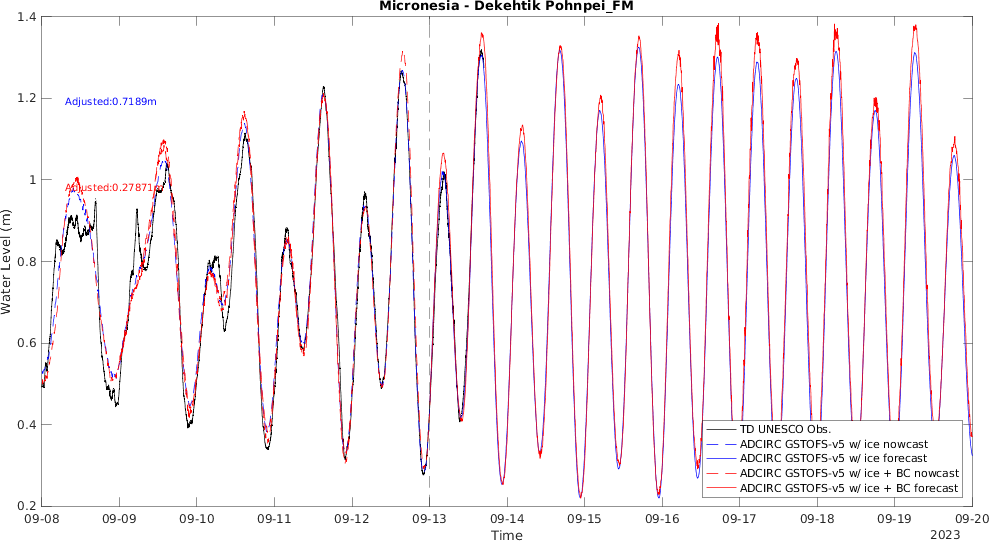 Micronesia - Dekehtik Pohnpei_FM
1.4
1.2
1
0.8
0.6
0.4
0.2
Water Level (m)
Adjusted:0.7189m
Adjusted:0.27871m
TD UNESCO Obs.
ADCIRC GSTOFS-v5 w/ ice nowcast
ADCIRC GSTOFS-v5 w/ ice forecast
ADCIRC GSTOFS-v5 w/ ice + BC nowcast
ADCIRC GSTOFS-v5 w/ ice + BC forecast
09-08 09-09 09-10 09-11 09-12 09-13 09-14 09-15 09-16 09-17 09-18 09-19 09-20
Time
2023